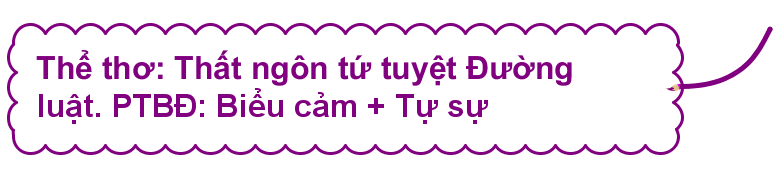 Thể thơ: Thất ngôn tứ tuyệt Đường
luật. PTBĐ: Biểu cảm + Tự sự